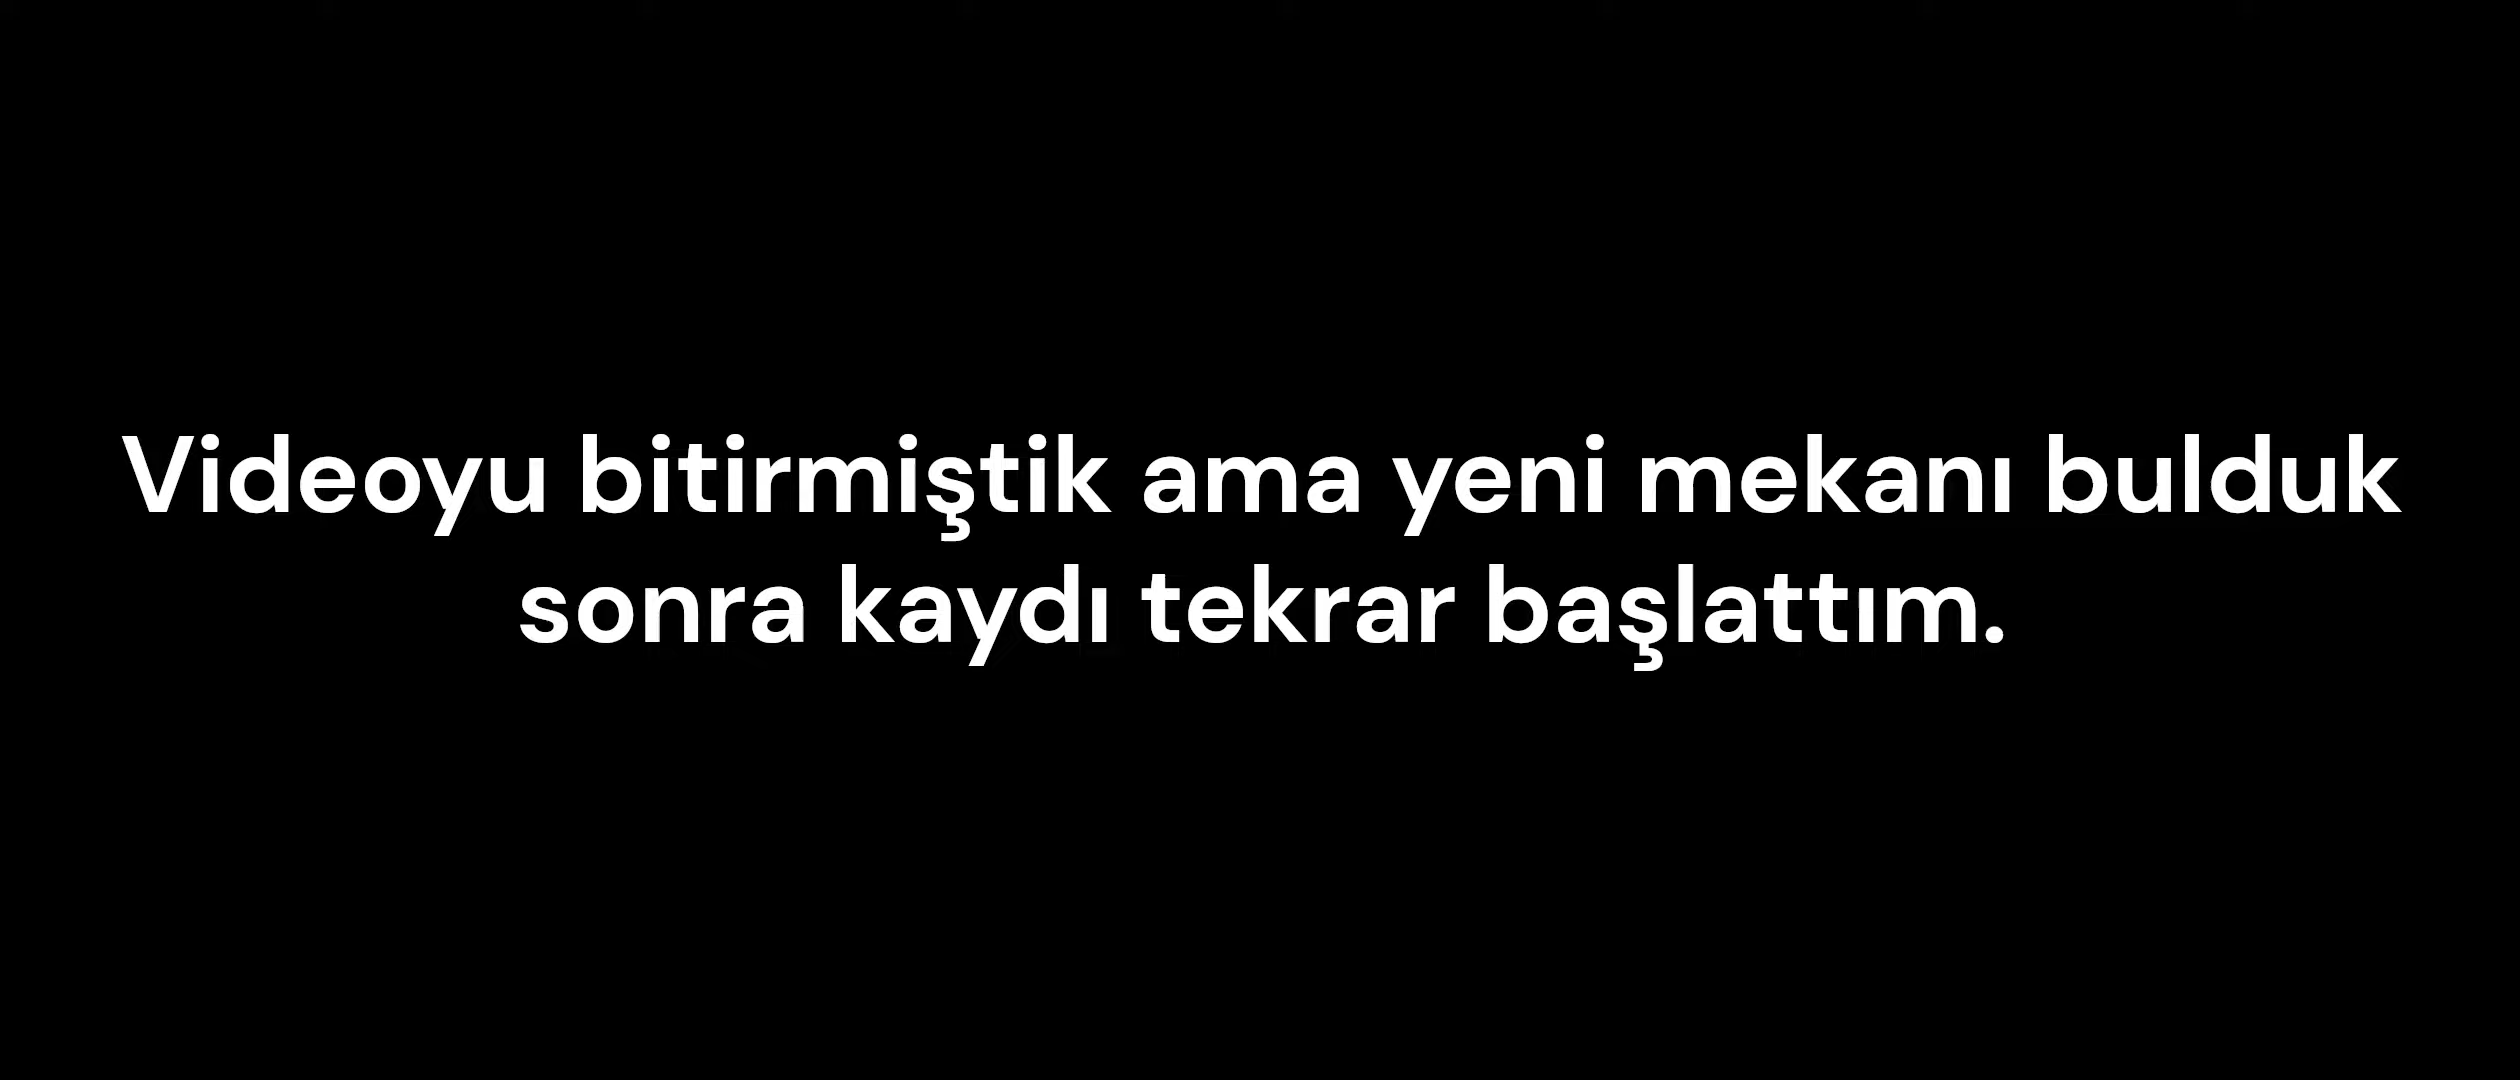 Videoyu bitirmiştik ama yeni mekanı bulduk
sonra kaydı tekrar başlattım.